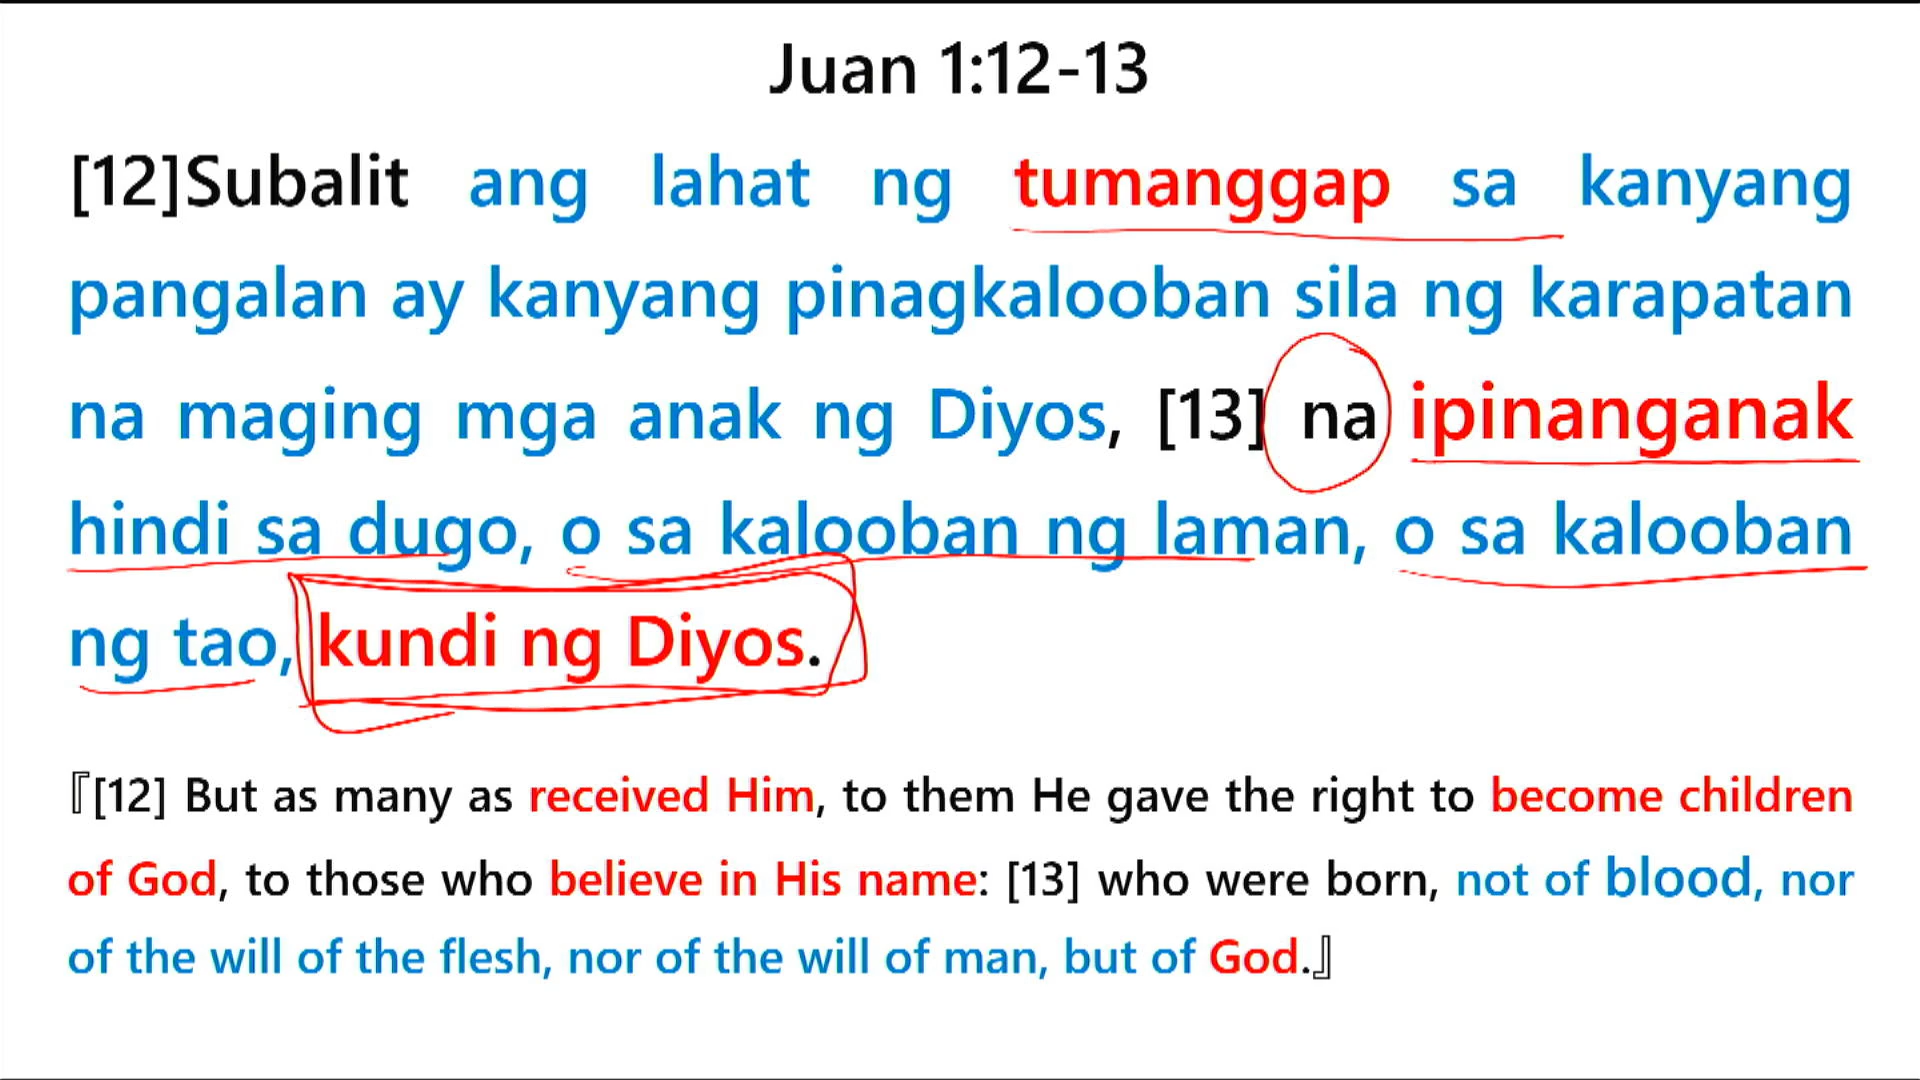 Juan 1:12-13
[12]Subalit ang lahat ng tumanggap sa kanyang
pangalan ay kanyang pinagkalooban sila ng karapatan
na maging mga anak ng Diyos, [13] na ipinanganak
hindi sa dugo, o sa kalooban ng laman, o sa kalooban
ng tao, kundi ng Diyos.
『[12] But as many as received Him, to them He gave the right to become children
of God, to those who believe in His name: [13] who were born, not of blood, nor
of the will of the flesh, nor of the will of man, but of God.』